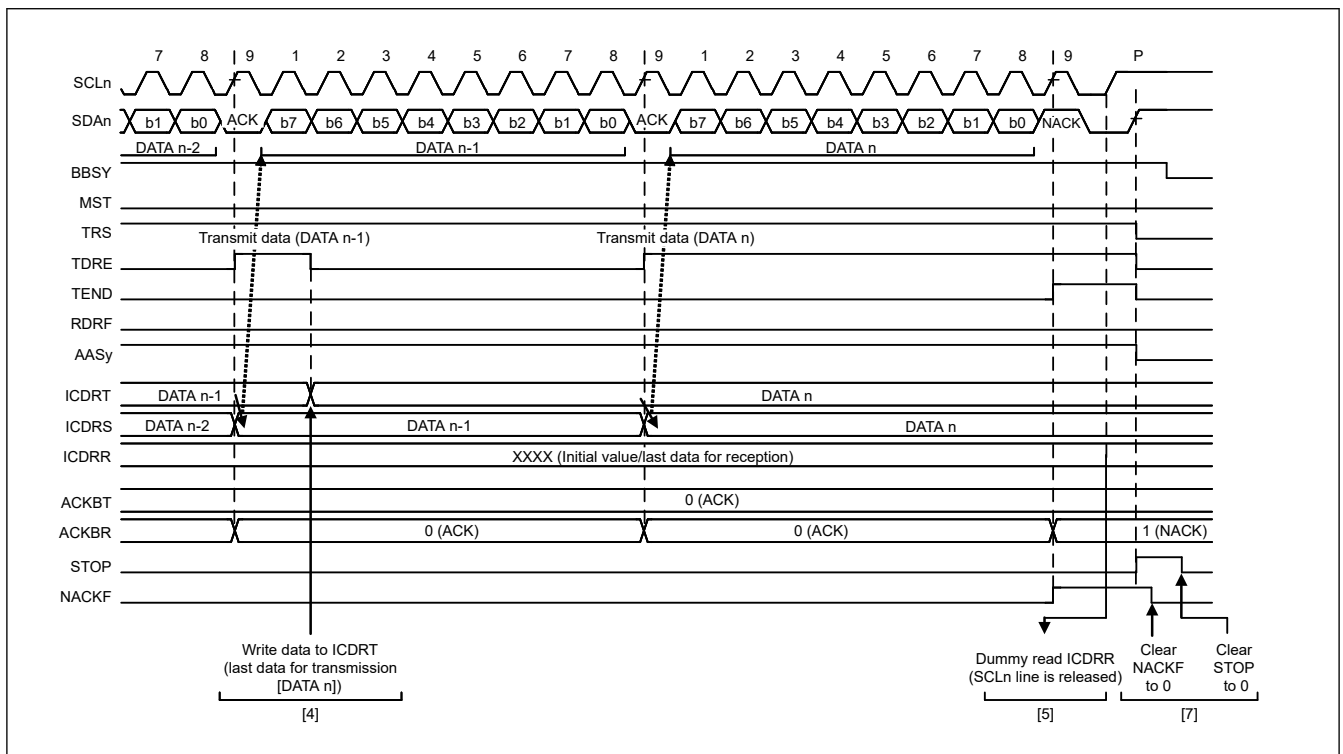 7 8 9 1 2 3 4 5 6 7 8 9 1 2 3 4 5 6 7 8 9 P
SCLn
SDAn b1 b0 ACK b7 b6 b5 b4 b3 b2 b1 b0 ACK b7 b6 b5 b4 b3 b2 b1 b0 NACK
DATA n-2 DATA n-1 DATA n
BBSY
MST
TRS
Transmit data (DATA n-1) Transmit data (DATA n)
TDRE
TEND
RDRF
AASy
ICDRT DATA n-1 DATA n
ICDRS DATA n-2 DATA n-1 DATA n
ICDRR XXXX (Initial value/last data for reception)
ACKBT 0 (ACK)
ACKBR 0 (ACK) 0 (ACK) 1 (NACK)
STOP
NACKF
Write data to ICDRT
(last data for transmission
[DATA n])
[4]
Dummy read ICDRR
(SCLn line is released)
[5]
Clear
NACKF
to 0
Clear
STOP
to 0
[7]